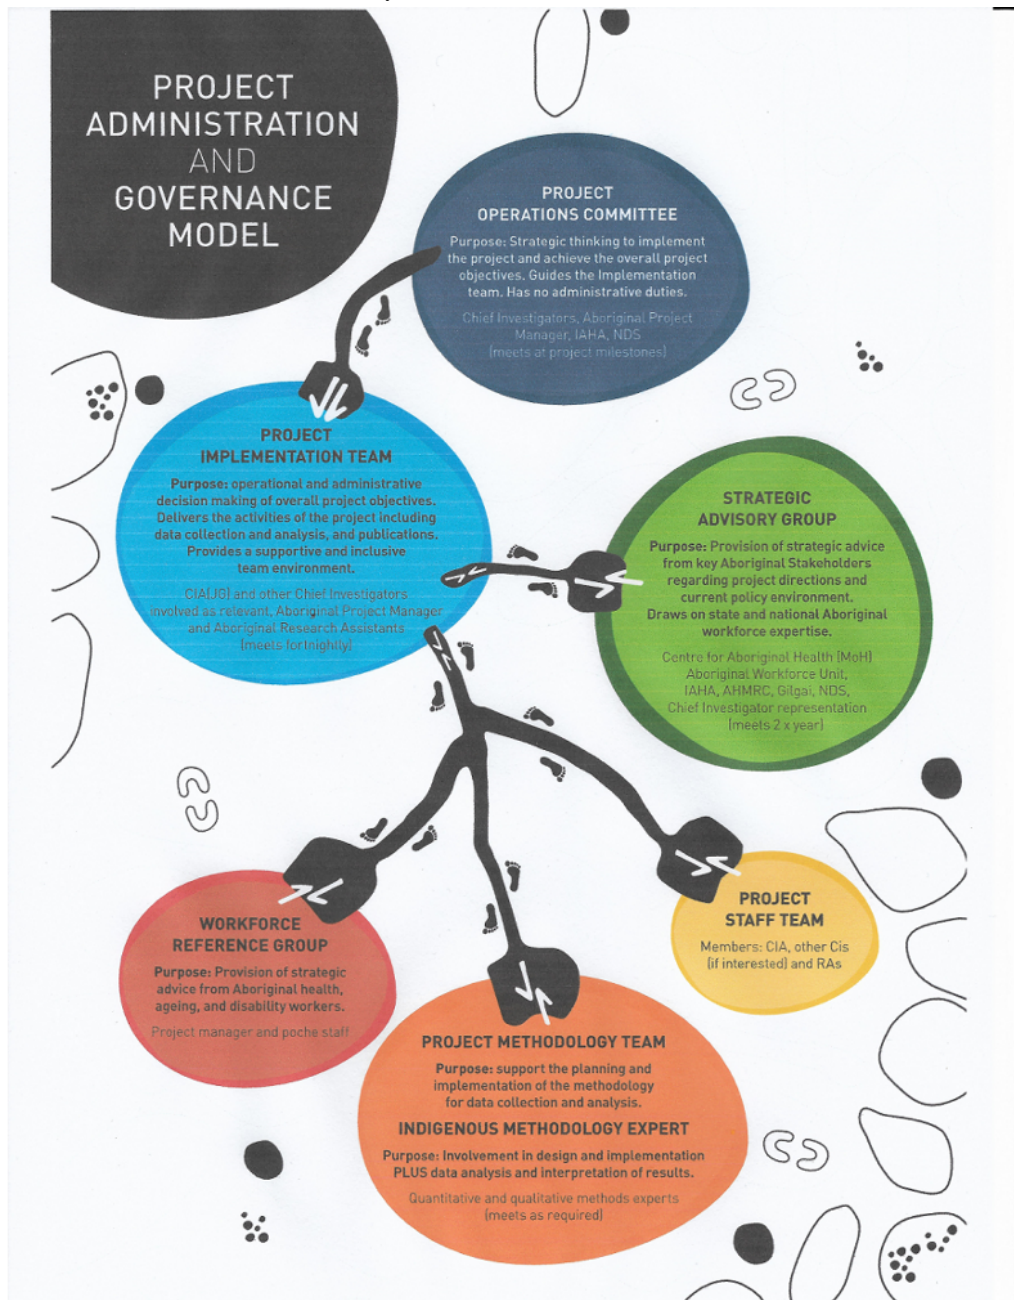 PROJECT
ADMINISTRATION
AND
GOVERNANCE
MODEL
PROJECT
OPERATIONS COMMITTEE
Purpose: Strategic thinking to implement
the project and achieve the overall project
objectives. Guides the Implementation
team. Has no administrative duties.
Chief Investigators, Aboriginal Project
Manager, IAHA, NDS
(meets at project milestones)
PROJECT
IMPLEMENTATION TEAM
Purpose: operational and administrative
decision making of overall project objectives.
Delivers the activities of the project including
data collection and analysis, and publications.
Provides a supportive and inclusive
team environment.
CIA(JG) and other Chief Investigators
involved as relevant, Aboriginal Project Manager
and Aboriginal Research Assistants
(meets fortnightly)
STRATEGIC
ADVISORY GROUP
Purpose: Provision of strategic advice
from key Aboriginal Stakeholders
regarding project directions and
current policy environment.
Draws on state and national Aboriginal
workforce expertise.
Centre for Aboriginal Health (MoH)
Aboriginal Workforce Unit,
IAHA, AHMRC, Gilgai, NDS,
Chief Investigator representation
(meets 2 x year)
PROJECT
STAFF TEAM
Members: CIA, other Cis
(if interested) and RAs
WORKFORCE
REFERENCE GROUP
Purpose: Provision of strategic
advice from Aboriginal health,
ageing, and disability workers.
Project manager and poche staff
PROJECT METHODOLOGY TEAM
Purpose: support the planning and
implementation of the methodology
for data collection and analysis.
INDIGENOUS METHODOLOGY EXPERT
Purpose: Involvement in design and implementation
PLUS data analysis and interpretation of results.
Quantitative and qualitative methods experts
(meets as required)